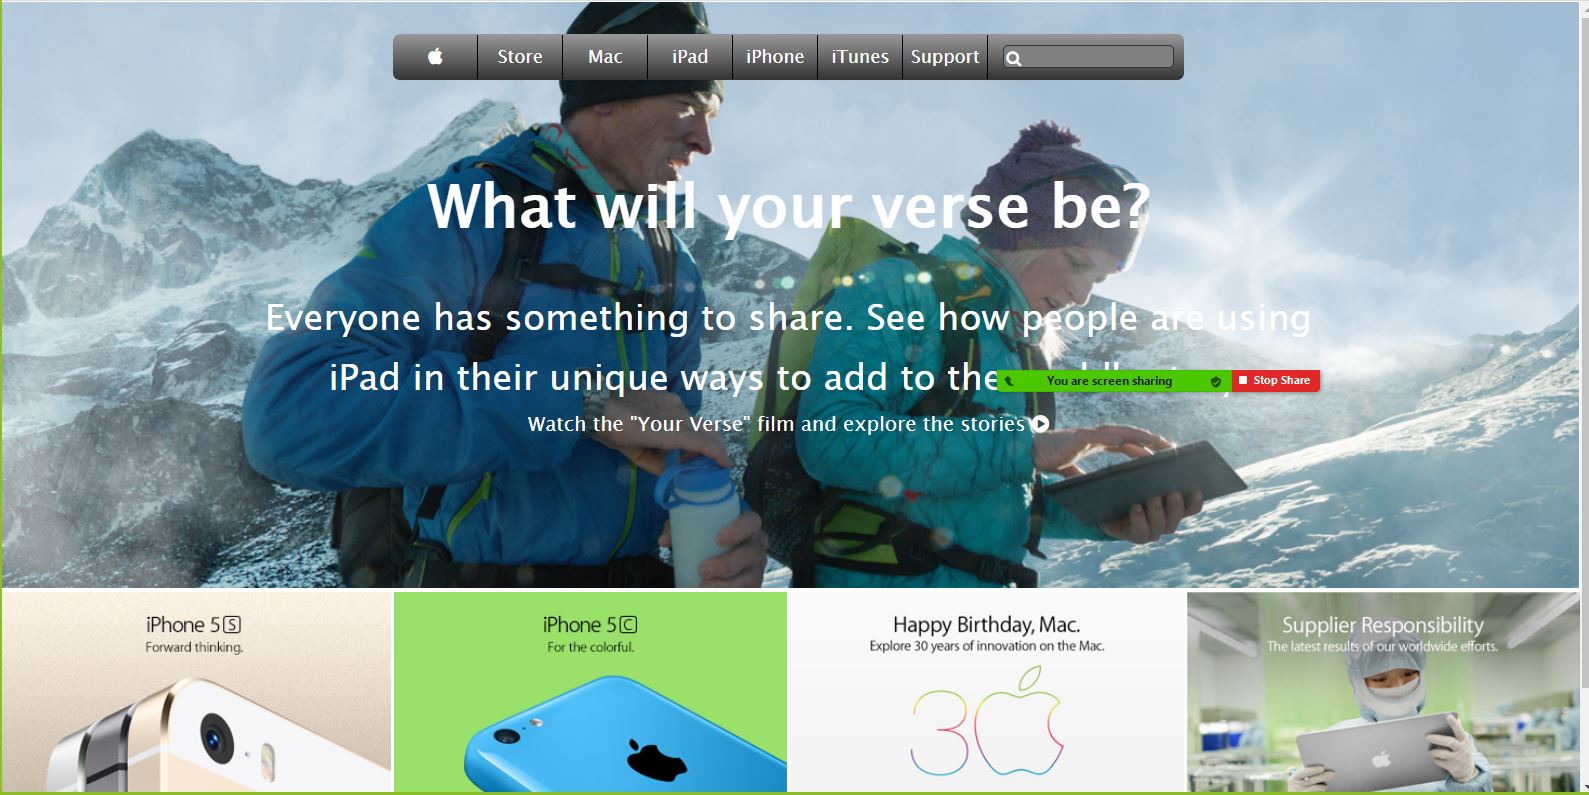 Store Mac iPad iPhone iTunes Support
What will your verse be?
Everyone has something to share. See how people are using
iPad in their unique ways to add to the
You are screen sharing Stop Share
Watch the "Your Verse" film and explore the stories
iPhone 5S
Forward thinking.
iPhone 5C
For the colorful.
Happy Birthday, Mac.
Explore 30 years of innovation on the Mac.
30
Supplier Responsibility
The latest results of our worldwide efforts.